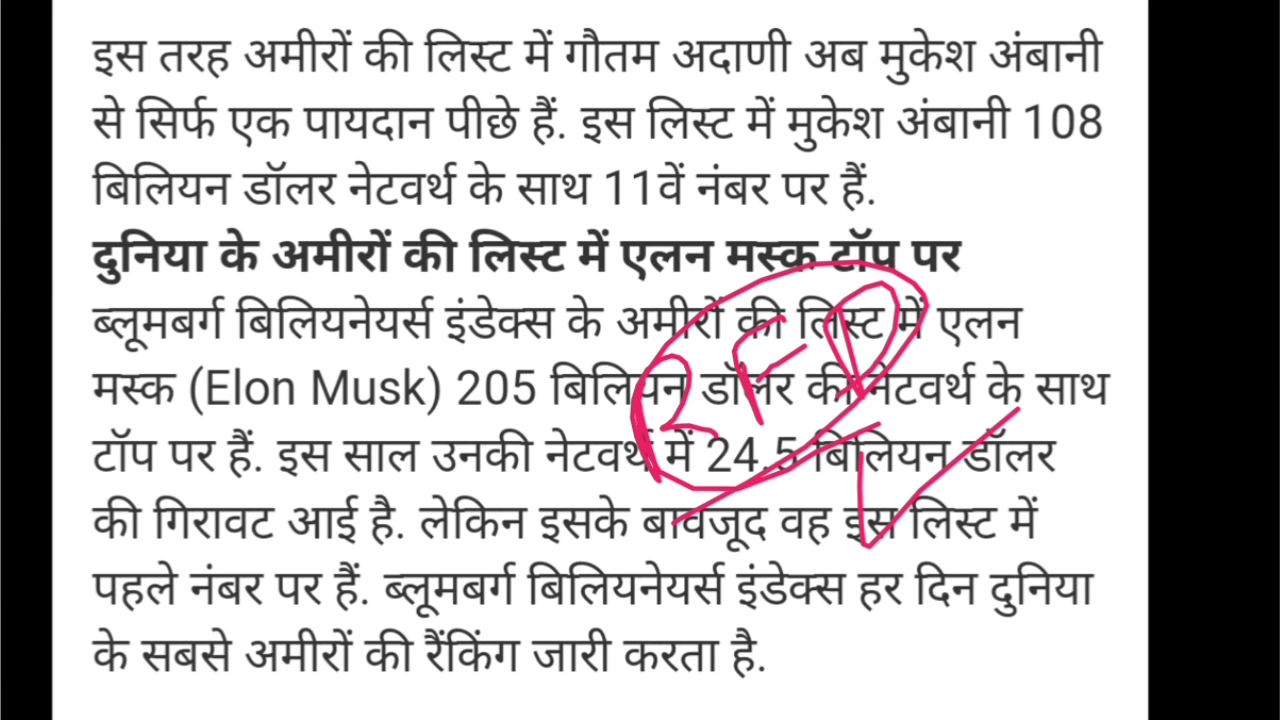 इस तरह अमीरों की लिस्ट में गौतम अदाणी अब मुकेश अंबानी
से सिर्फ एक पायदान पीछे हैं. इस लिस्ट में मुकेश अंबानी 108
बिलियन डॉलर नेटवर्थ के साथ 11वें नंबर पर हैं.
दुनिया के अमीरों की लिस्ट में एलन मस्क टॉप पर
ब्लूमबर्ग बिलियनेयर्स इंडेक्स के अमीरों की लिस्ट में एलन
मस्क (Elon Musk) 205 बिलियन डॉलर की नेटवर्थ के साथ
टॉप पर हैं. इस साल उनकी नेटवर्थ में 24.5 बिलियन डॉलर
की गिरावट आई है. लेकिन इसके बावजूद वह इस लिस्ट में
पहले नंबर पर हैं. ब्लूमबर्ग बिलियनेयर्स इंडेक्स हर दिन दुनिया
के सबसे अमीरों की रैंकिंग जारी करता है.